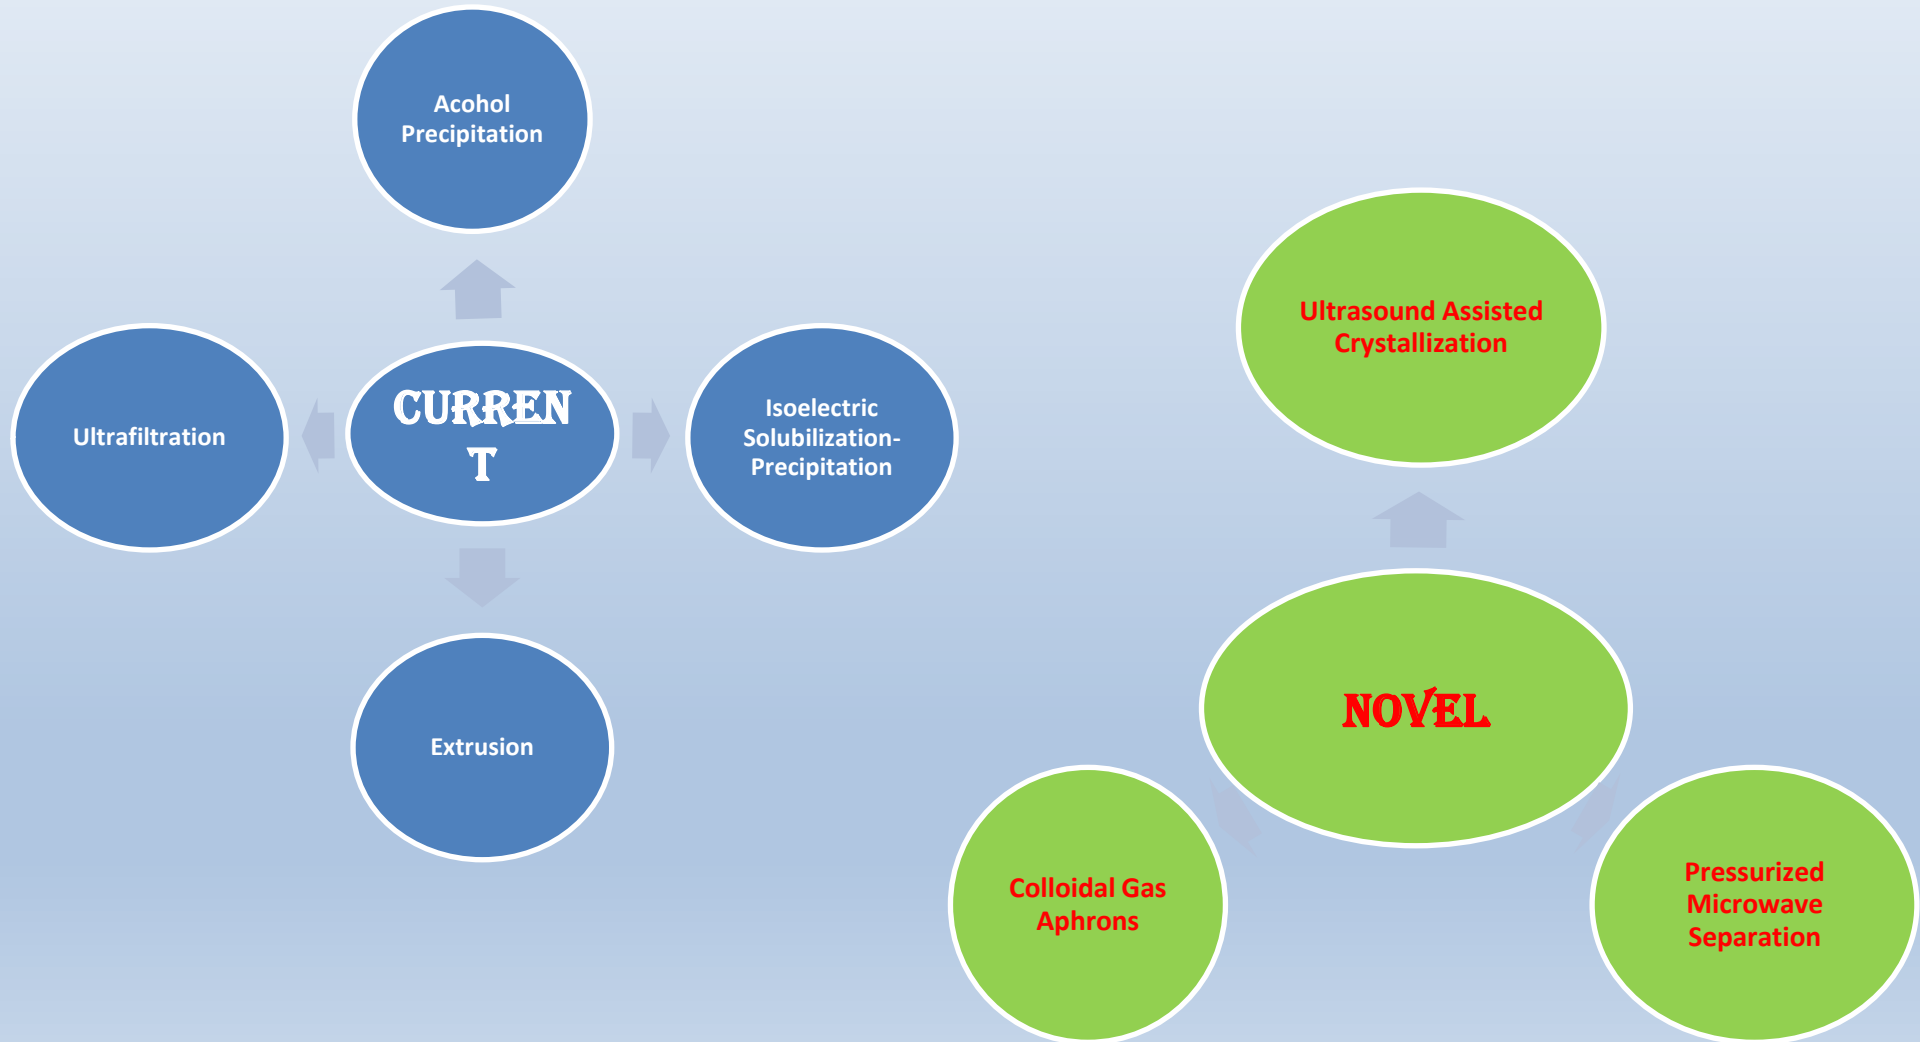 Acohol
Precipitation
Ultrafiltration
CURREN
T
Isoelectric
Solubilization-
Precipitation
Extrusion
Ultrasound Assisted
Crystallization
NOVEL
Colloidal Gas
Aphrons
Pressurized
Microwave
Separation